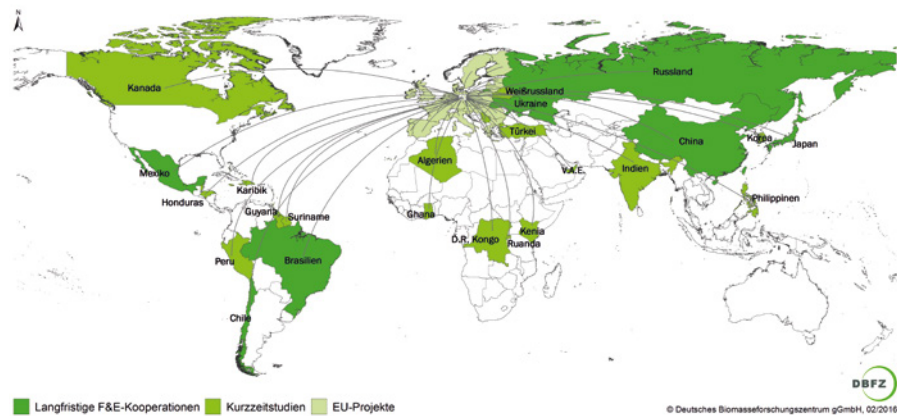 N
Kanada
Russland
Weißrussland
Ukraine
Türkei
China
Korea
Japan
Algerien
V.A.E.
Indien
Mexiko
Karibik
Honduras
Guyana
Suriname
Ghana
Philippinen
D.R. Kongo
Kenia
Ruanda
Peru
Brasilien
Chile
DBFZ
Langfristige F&E-Kooperationen
Kurzzeitstudien
EU-Projekte
© Deutsches Biomasseforschungszentrum gGmbH, 02/2016